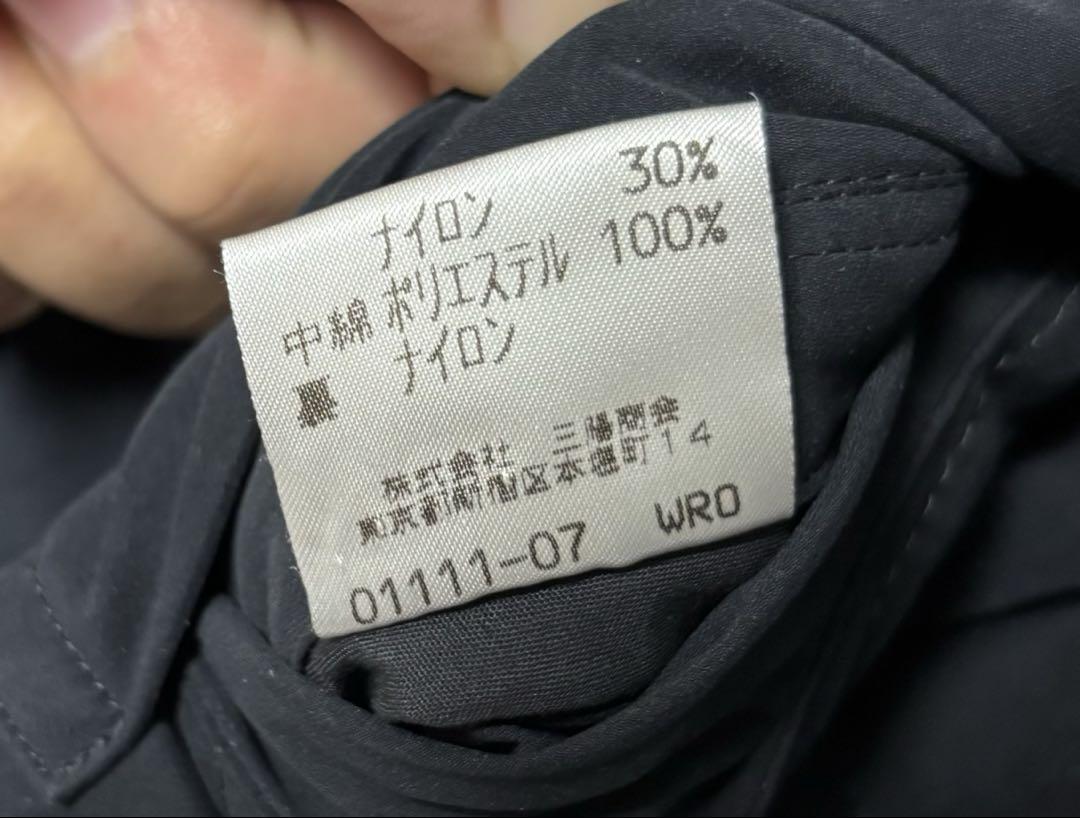 ナイロン 30%
中綿 ポリエステル 100%
裏 ナイロン
株式会社 三陽商会
東京都新宿区本塩町14
01111-07 WRO